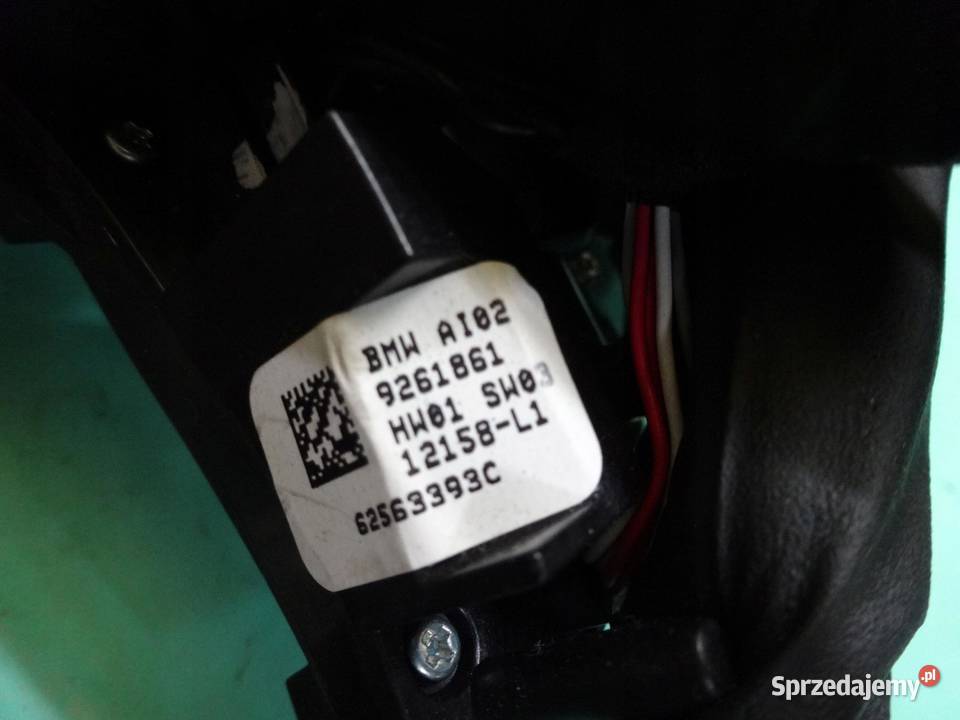 BMW AI02
9261861
HW01 SW03
12158-L1
62563393C
Sprzedajemy.pl